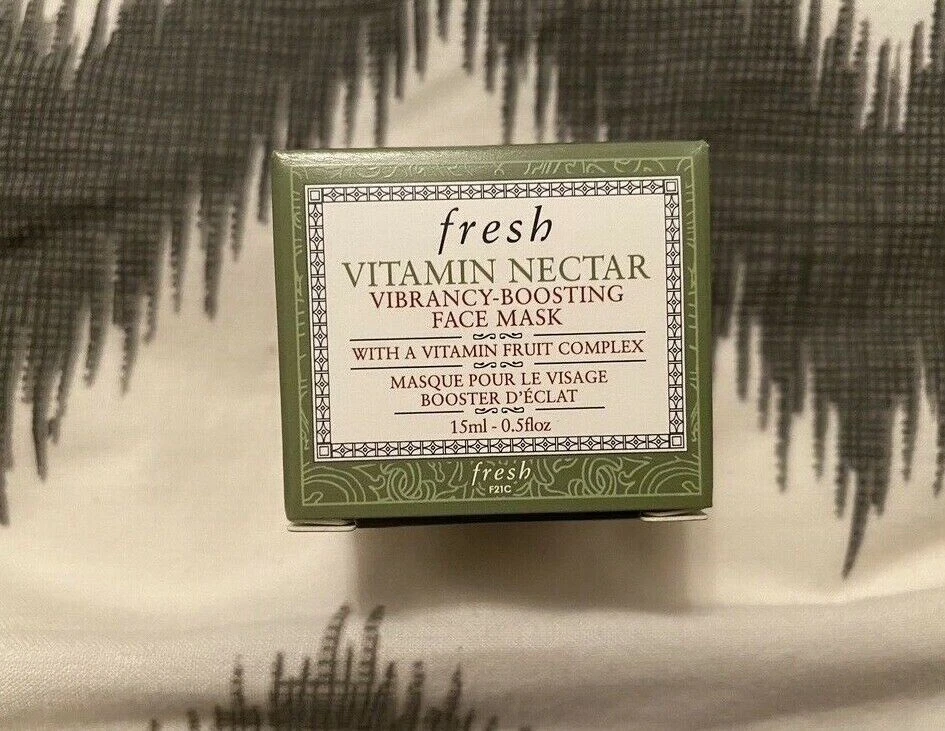 fresh
VITAMIN NECTAR
VIBRANCY-BOOSTING
FACE MASK
WITH A VITAMIN FRUIT COMPLEX
MASQUE POUR LE VISAGE
BOOSTER D'ÉCLAT
15ml - 0.5floz
fresh
F21C